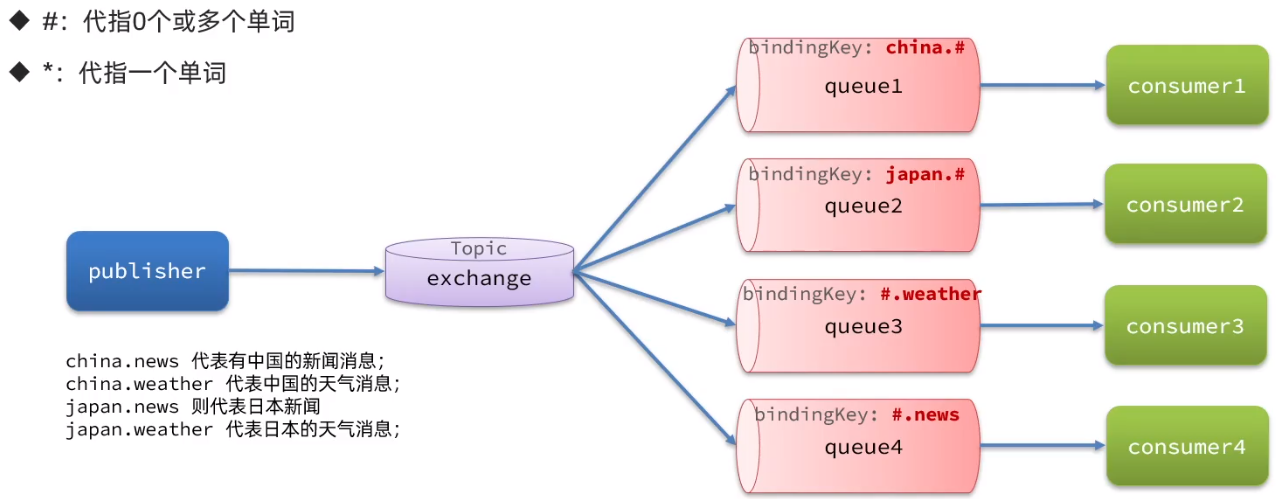 ◆ #：代指0个或多个单词
◆ *：代指一个单词
publisher
Topic
exchange
bindingKey: china.#
queue1
consumer1
bindingKey: japan.#
queue2
consumer2
bindingKey: #.weather
queue3
consumer3
bindingKey: #.news
queue4
consumer4
china.news 代表有中国的新闻消息；
china.weather 代表中国的天气消息；
japan.news 则代表日本新闻
japan.weather 代表日本的天气消息；